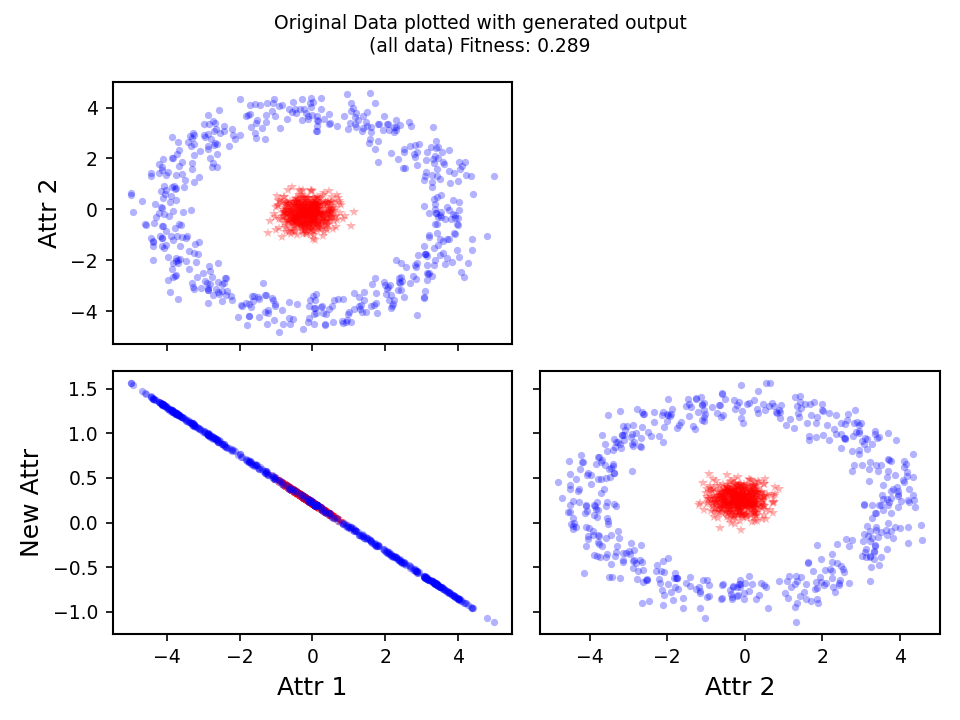 Original Data plotted with generated output
(all data) Fitness: 0.289
4
2
0
−2
−4
Attr 2
1.5
1.0
0.5
0.0
−0.5
−1.0
New Attr
−4 −2 0 2 4
Attr 1
−4 −2 0 2 4
Attr 2